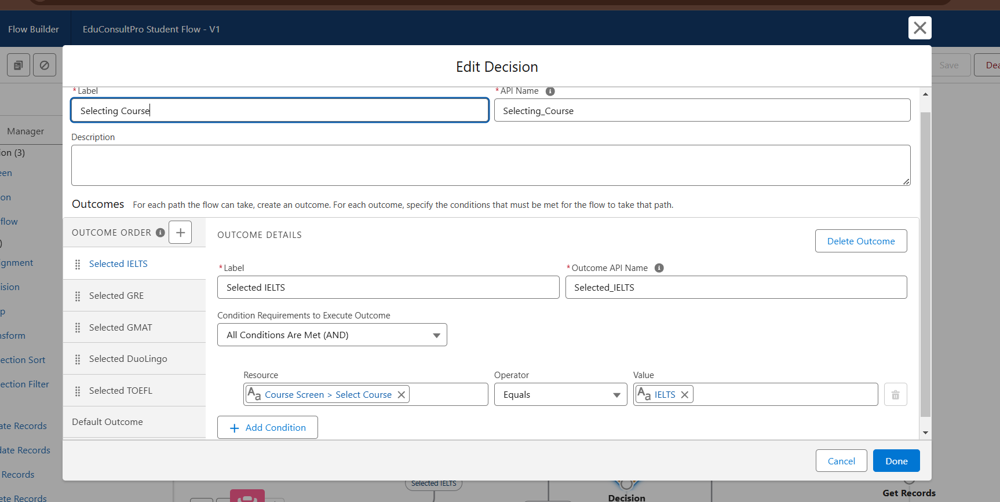 Flow Builder
EduConsultPro Student Flow - V1
Edit Decision
Save
Dea
*Label
*API Name
Selecting Course
Selecting_Course
Manager
Description
ion (3)
een
on
flow
Outcomes For each path the flow can take, create an outcome. For each outcome, specify the conditions that must be met for the flow to take that path.
OUTCOME ORDER
OUTCOME DETAILS
Delete Outcome
)
ignment
Selected IELTS
*Label
*Outcome API Name
ision
Selected IELTS
Selected_IELTS
Selected GRE
p
Condition Requirements to Execute Outcome
Selected GMAT
All Conditions Are Met (AND)
nsform
ection Sort
Selected DuoLingo
Resource
Operator
Value
ection Filter
Selected TOEFL
Course Screen > Select Course
Equals
IELTS
ate Records
Default Outcome
Add Condition
date Records
Cancel
Done
Records
Selected IELTS
ete Records
Decision
Get Records